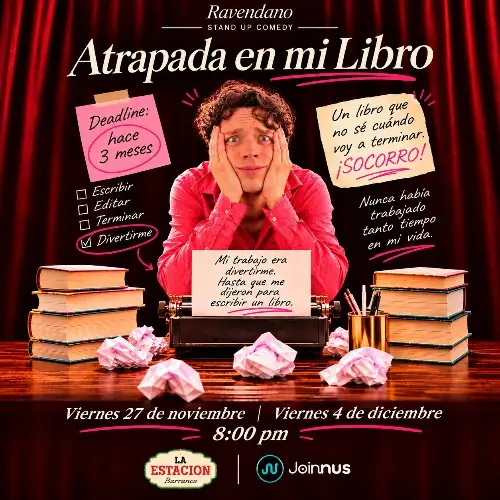 Ravendano
STAND UP COMEDY
Atrapada en mi Libro
Deadline:
hace
3 meses
Escribir
Editar
Terminar
Divertirme
Un libro que
no sé cuándo
voy a terminar.
¡SOCORRO!
Nunca había
trabajado
tanto tiempo
en mi vida.
Mi trabajo era
divertirme.
Hasta que me
dijeron para
escribir un libro.
Viernes 27 de noviembre | Viernes 4 de diciembre
8:00 pm
LA
ESTACION
Barranco
Joinnus